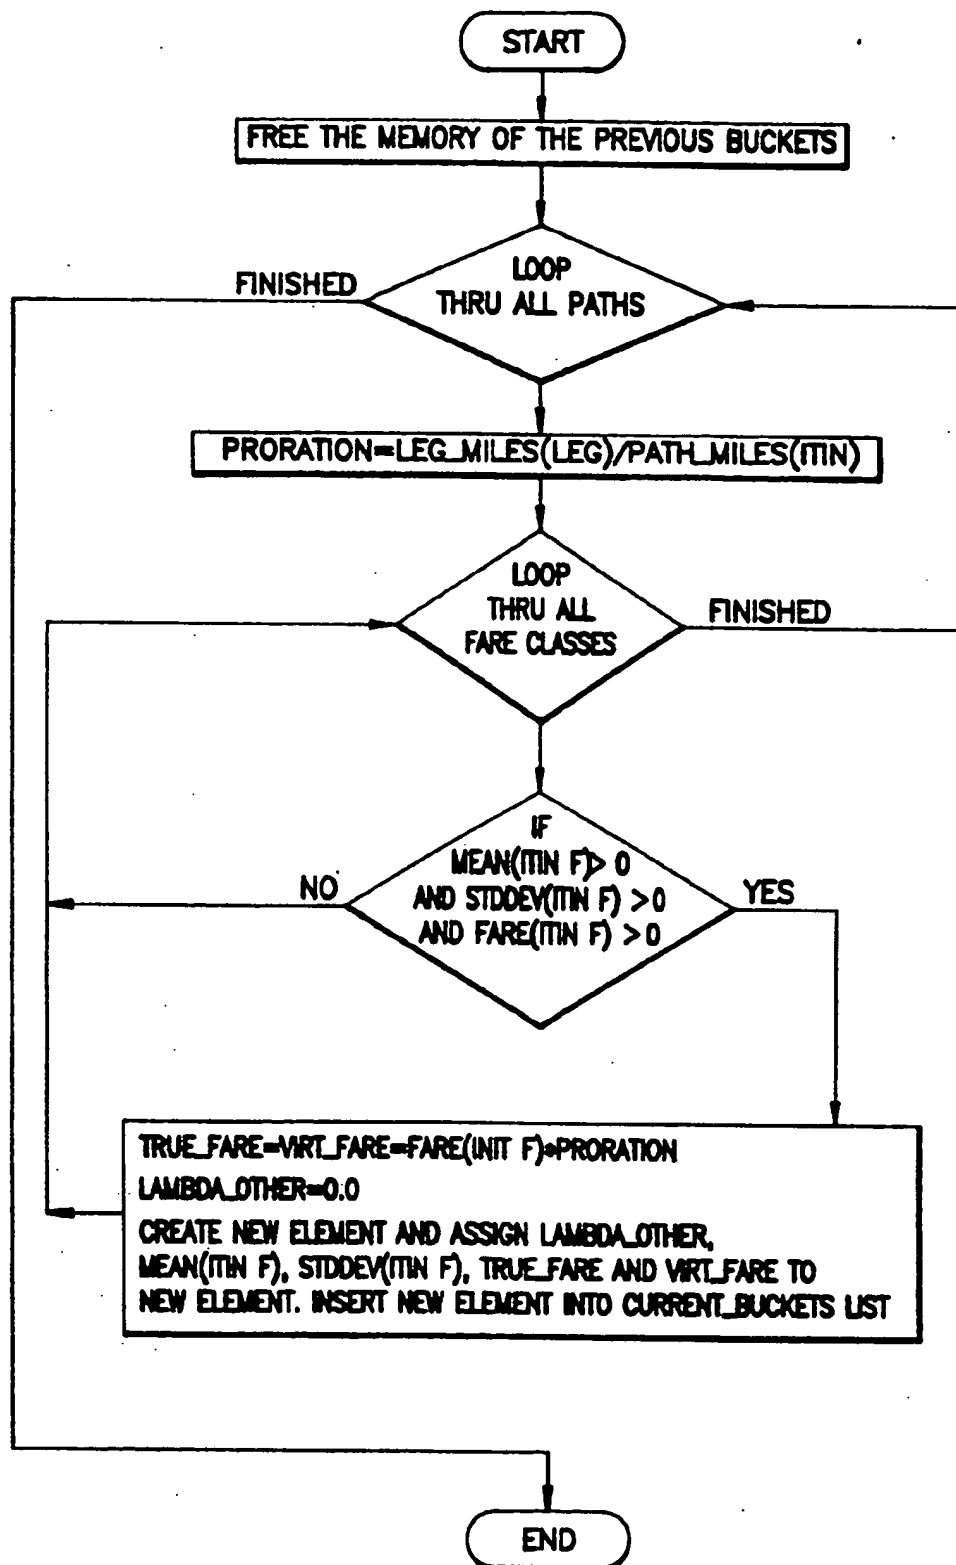 START
FREE THE MEMORY OF THE PREVIOUS BUCKETS
FINISHED
LOOP
THRU ALL PATHS
PRORATION=LEG_MILES(LEG)/PATH_MILES(ITIN)
LOOP
THRU ALL
FARE CLASSES
FINISHED
IF
MEAN(ITIN F)> 0
AND STDDEV(ITIN F) >0
AND FARE(ITIN F) >0
NO
YES
TRUE_FARE=VIRT_FARE=FARE(INIT F)*PRORATION
LAMBDA_OTHER=0.0
CREATE NEW ELEMENT AND ASSIGN LAMBDA_OTHER,
MEAN(ITIN F), STDDEV(ITIN F), TRUE_FARE AND VIRT_FARE TO
NEW ELEMENT. INSERT NEW ELEMENT INTO CURRENT_BUCKETS LIST
END